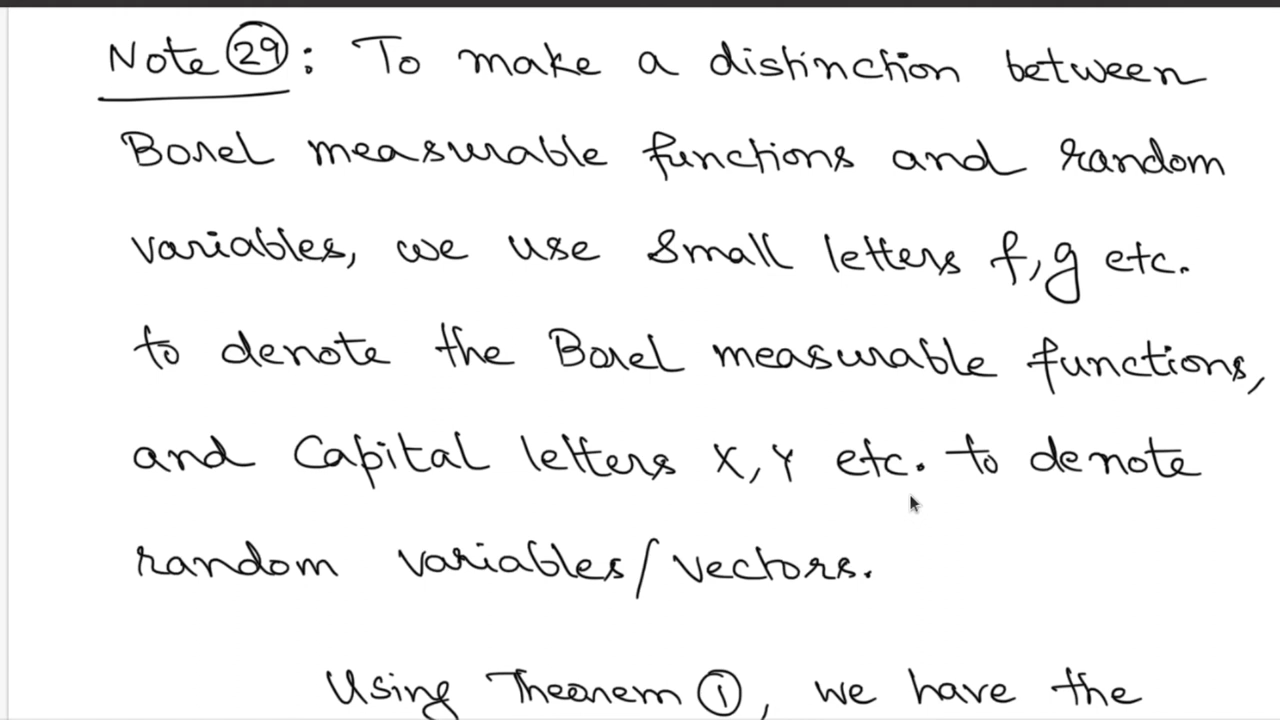 Note 29: To make a distinction between
Borel measurable functions and random
variables, we use small letters f, g etc.
to denote the Borel measurable functions,
and Capital letters X, Y etc. to denote
random variables/vectors.
Using Theorem 1, we have the